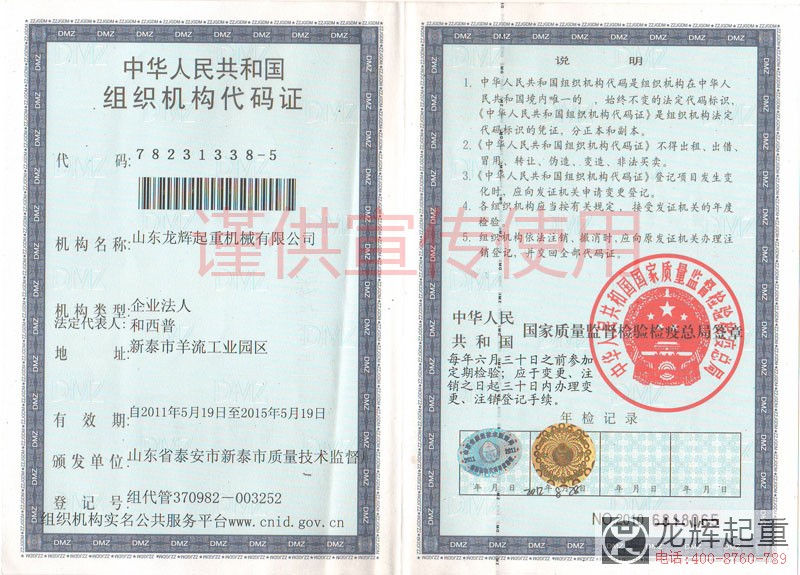 中华人民共和国
组织机构代码证
代 码: 78231338-5
机构名称: 山东龙辉起重机械有限公司
机构类型: 企业法人
法定代表人: 和西普
地 址: 新泰市羊流工业园区
有 效 期: 自2011年5月19日至2015年5月19日
颁发单位: 山东省泰安市新泰市质量技术监督
登 记 号: 组代管370982—003252
组织机构实名公共服务平台www.cnid.gov.cn
谨供宣传使用
说 明
1. 中华人民共和国组织机构代码是组织机构在中华人
民共和国境内唯一的、始终不变的法定代码标识,
《中华人民共和国组织机构代码证》是组织机构法定
代码标识的凭证，分正本和副本。
2.《中华人民共和国组织机构代码证》不得出租、出借、
冒用、转让、伪造、变造、非法买卖。
3.《中华人民共和国组织机构代码证》登记项目发生变
化时，应向发证机关申请变更登记。
4. 各组织机构应当按有关规定，接受发证机关的年度
检验。
5. 组织机构依法注销、撤消时,应向原发证机关办理注
销登记,并交回全部代码证。
中华人民
共 和 国 国家质量监督检验检疫总局签章
每年六月三十日之前参加
定期检验；应于变更、注
销之日起三十日内办理变
更、注销登记手续。
年 检 记 录
年 月 日 年 月 日 年 月 日 年 月 日
2012 8 28
NO.2010 6818865
龙辉起重
电话:400-8760-789